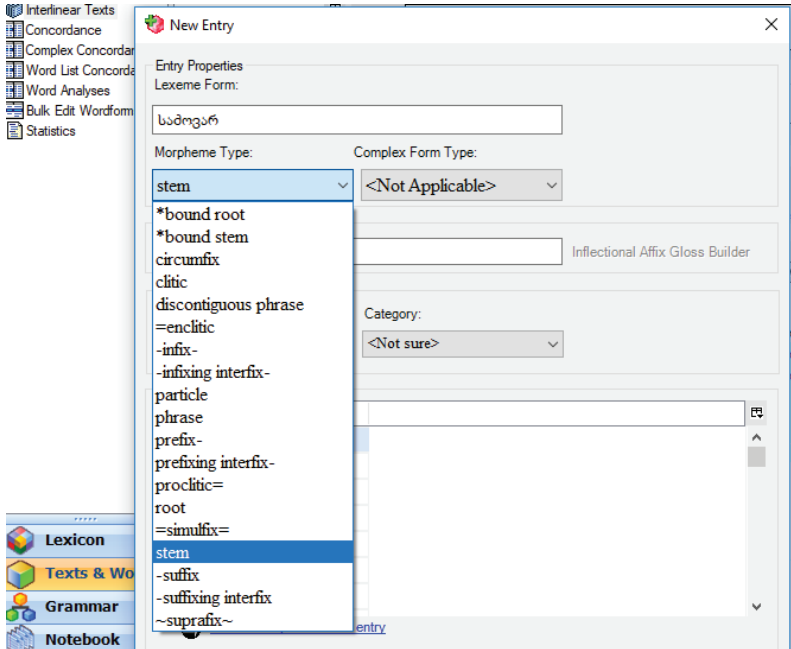 Interlinear Texts
Concordance
Complex Concordan
Word List Concorda
Word Analyses
Bulk Edit Wordform
Statistics
New Entry
Entry Properties
Lexeme Form:
სამოვარ
Morpheme Type:
Complex Form Type:
stem
<Not Applicable>
*bound root
*bound stem
circumfix
clitic
discontiguous phrase
=enclitic
-infix-
-infixing interfix-
particle
phrase
prefix-
prefixing interfix-
proclitic=
root
=simulfix=
stem
-suffix
-suffixing interfix
~suprafix~
Inflectional Affix Gloss Builder
Category:
<Not sure>
entry
Lexicon
Texts & Wo
Grammar
Notebook